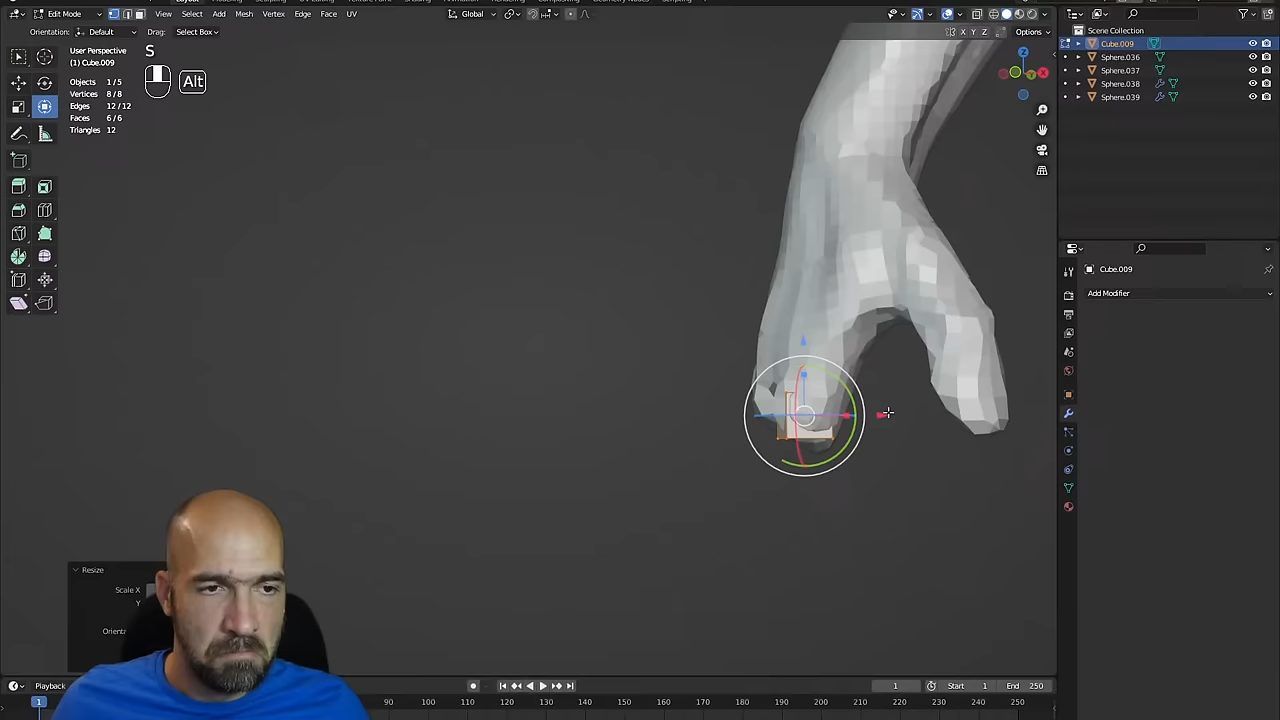 Edit Mode View Select Add Mesh Vertex Edge Face UV Global Scene Collection
Orientation: Default Drag: Select Box X Y Z Options
User Perspective
(1) Cube.009
Objects 1/5
Vertices 8/8
Edges 12/12
Faces 6/6
Triangles 12
S
Alt
Z
X
Y
Cube.009
Sphere.036
Sphere.037
Sphere.038
Sphere.039
Cube.009
Add Modifier
Resize
Scale X
Y
Orient
Playback
1 Start 1 End 250
1 90 100 110 120 130 140 150 160 170 180 190 200 210 220 230 240 250